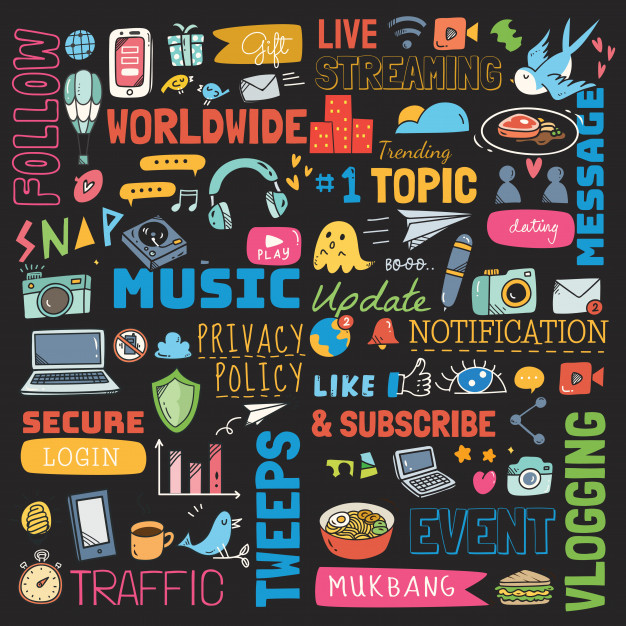 FOLLOW
Gift
WORLDWIDE
SNAP
PLAY
MUSIC
PRIVACY
POLICY
SECURE
LOGIN
TWEEPS
TRAFFIC
LIVE
STREAMING
MESSAGE
Trending
#1 TOPIC
dating
BOOO..
Update
2
2
NOTIFICATION
LIKE
& SUBSCRIBE
VLOGGING
EVENT
MUKBANG